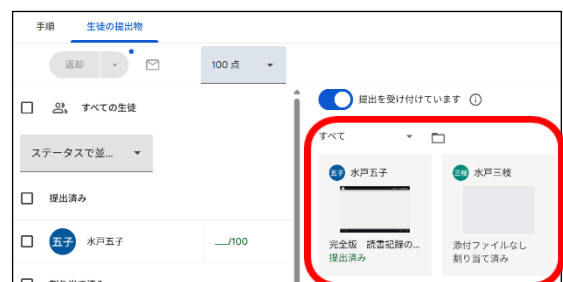 手順
生徒の提出物
返却
100 点
すべての生徒
ステータスで並...
提出済み
五子 水戸五子
__/100
提出を受け付けています
すべて
五子 水戸五子
完全版 読書記録の...
提出済み
三枝 水戸三枝
添付ファイルなし
割り当て済み